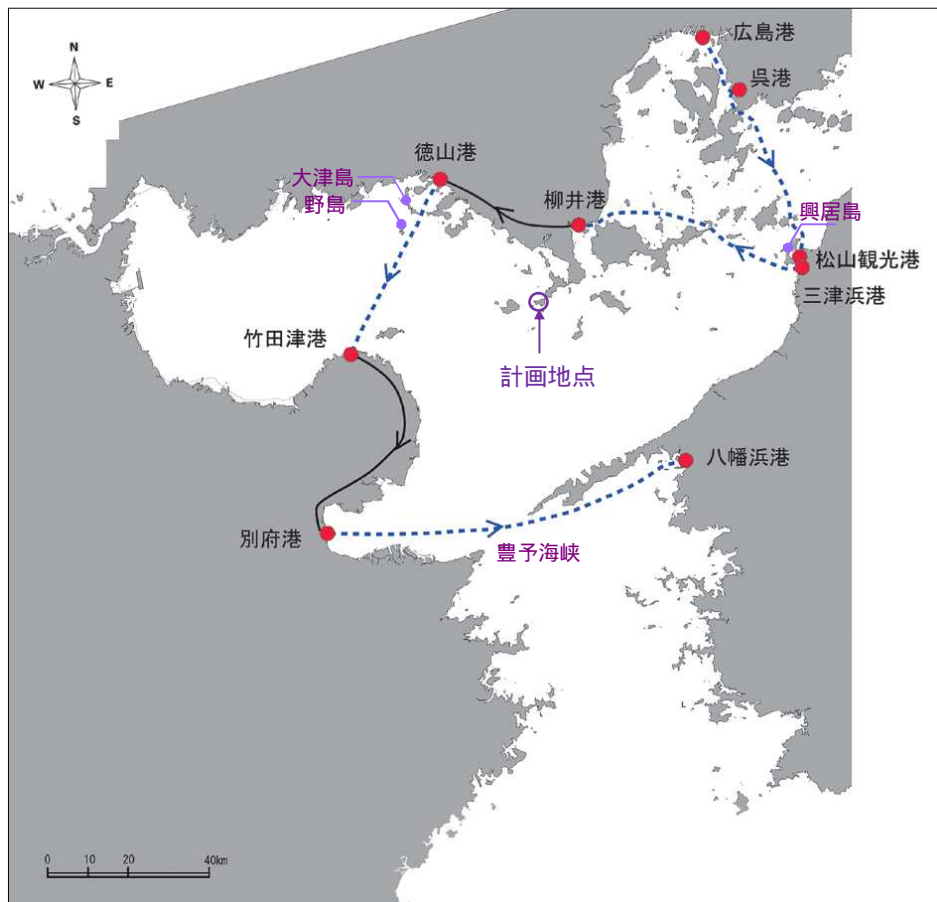 広島港
N
呉港
W
E
S
徳山港
大津島
柳井港
野島
興居島
松山観光港
三津浜港
竹田津港
計画地点
八幡浜港
別府港
豊予海峡
0 10 20 40km